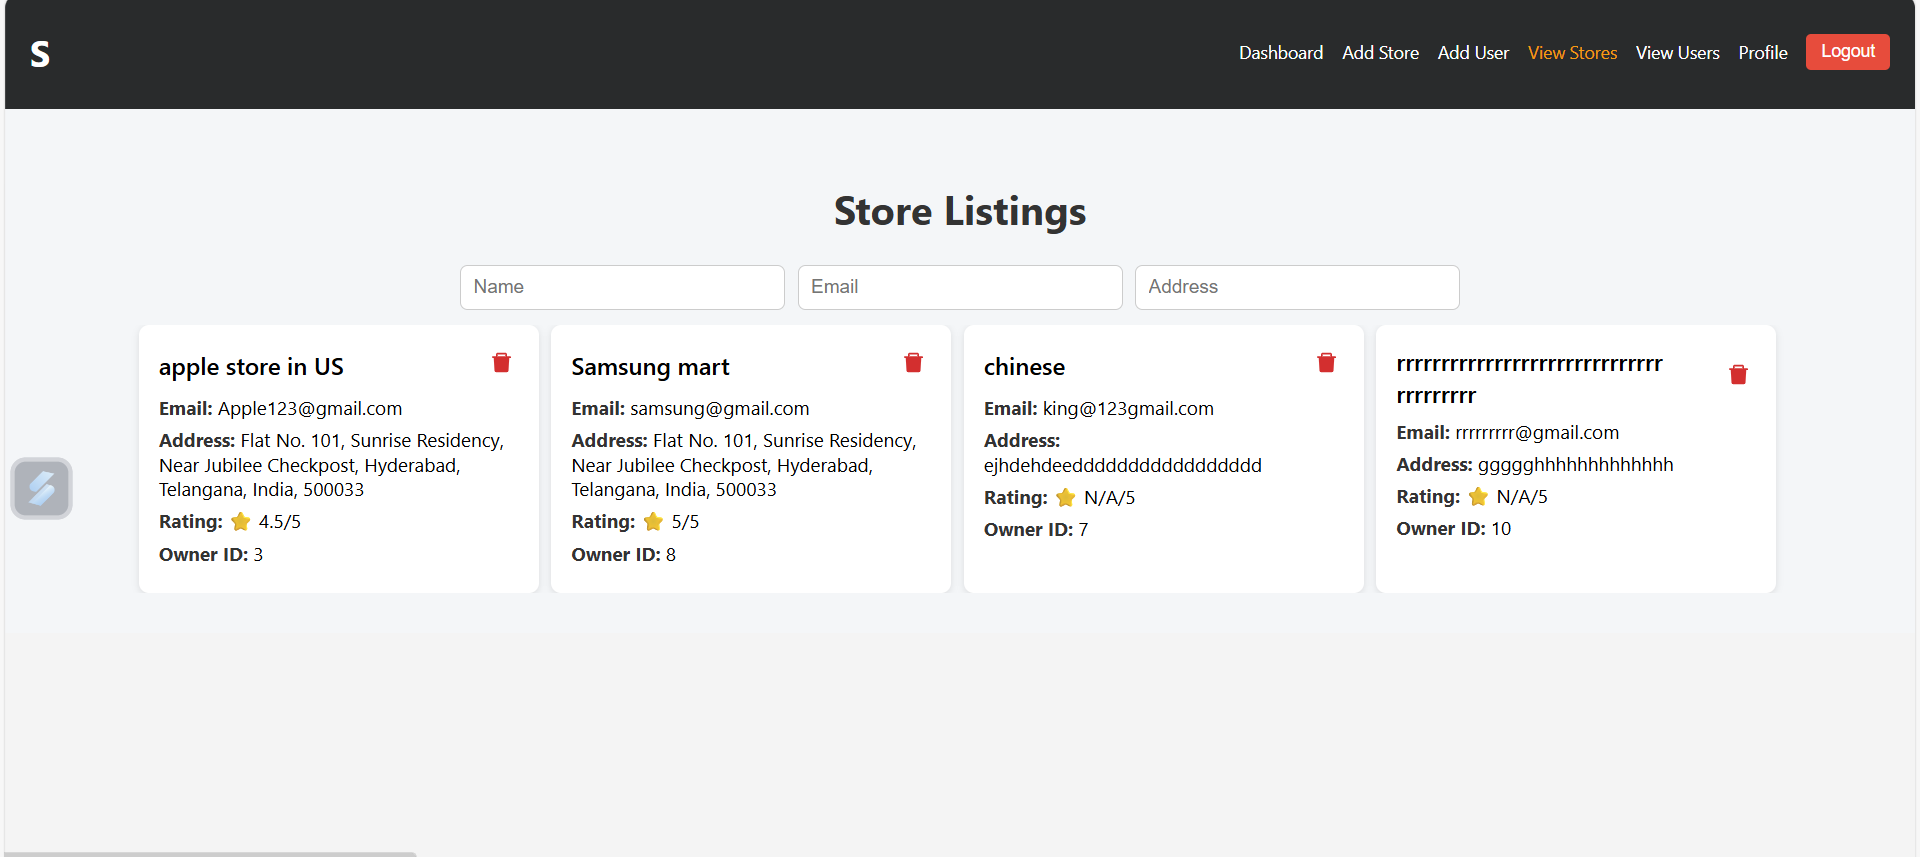 S
Dashboard Add Store Add User View Stores View Users Profile Logout
Store Listings
Name Email Address
apple store in US
Email: Apple123@gmail.com
Address: Flat No. 101, Sunrise Residency,
Near Jubilee Checkpost, Hyderabad,
Telangana, India, 500033
Rating: ⭐ 4.5/5
Owner ID: 3
Samsung mart
Email: samsung@gmail.com
Address: Flat No. 101, Sunrise Residency,
Near Jubilee Checkpost, Hyderabad,
Telangana, India, 500033
Rating: ⭐ 5/5
Owner ID: 8
chinese
Email: king@123gmail.com
Address:
ejhdehdeeddddddddddddddddd
Rating: ⭐ N/A/5
Owner ID: 7
rrrrrrrrrrrrrrrrrrrrrrrrrrrrrr
rrrrrrrrr
Email: rrrrrrrrr@gmail.com
Address: ggggghhhhhhhhhhhhh
Rating: ⭐ N/A/5
Owner ID: 10